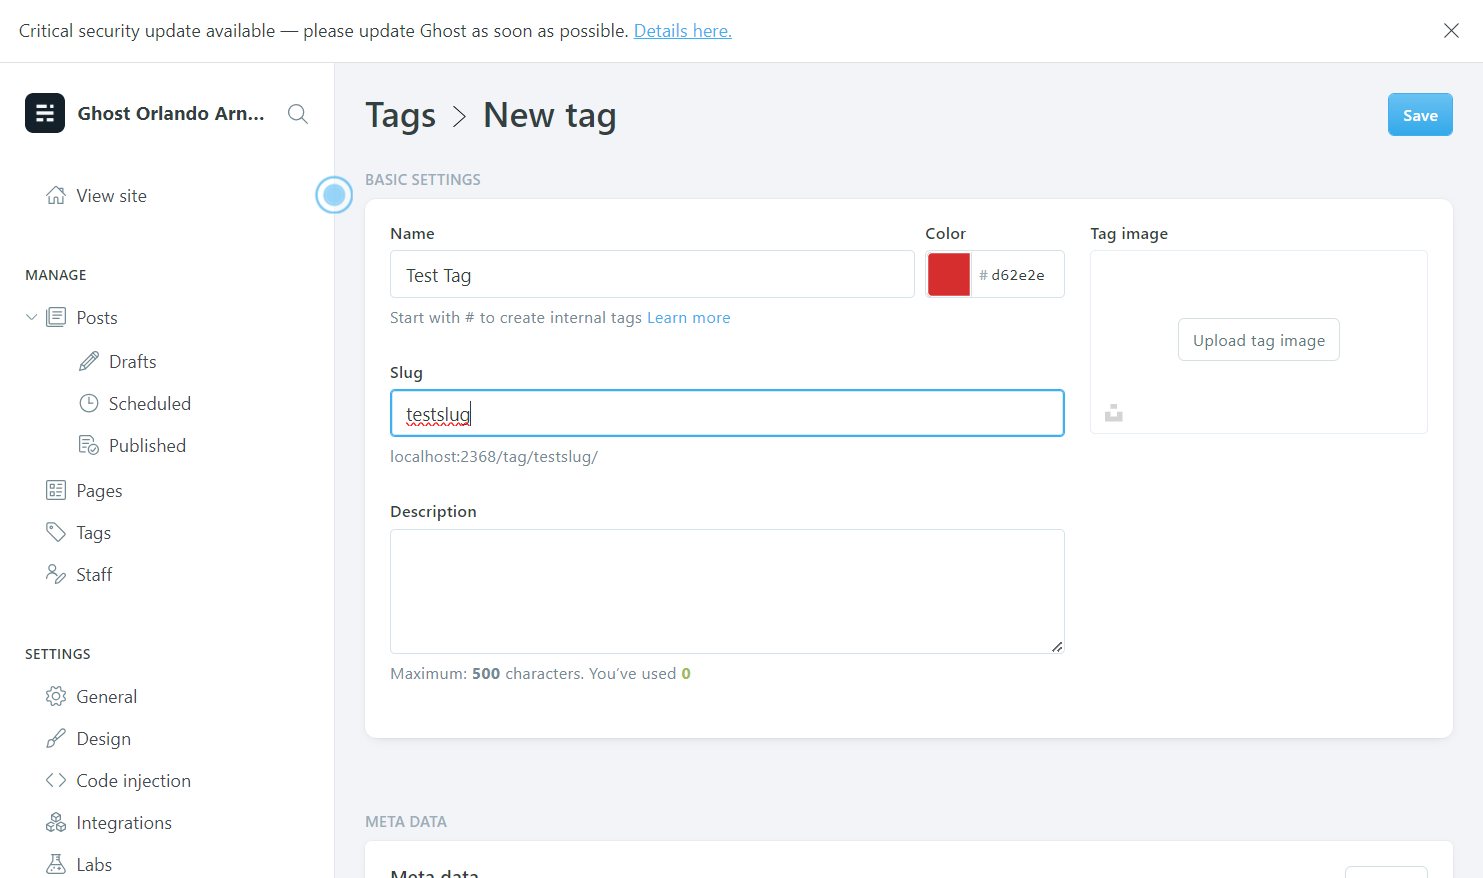 Critical security update available — please update Ghost as soon as possible. Details here.
Ghost Orlando Arn...
View site
MANAGE
Posts
Drafts
Scheduled
Published
Pages
Tags
Staff
SETTINGS
General
Design
Code injection
Integrations
Labs
Tags > New tag
Save
BASIC SETTINGS
Name
Test Tag
Start with # to create internal tags Learn more
Color
# d62e2e
Slug
testslug
localhost:2368/tag/testslug/
Description
Maximum: 500 characters. You’ve used 0
Tag image
Upload tag image
META DATA
Meta data